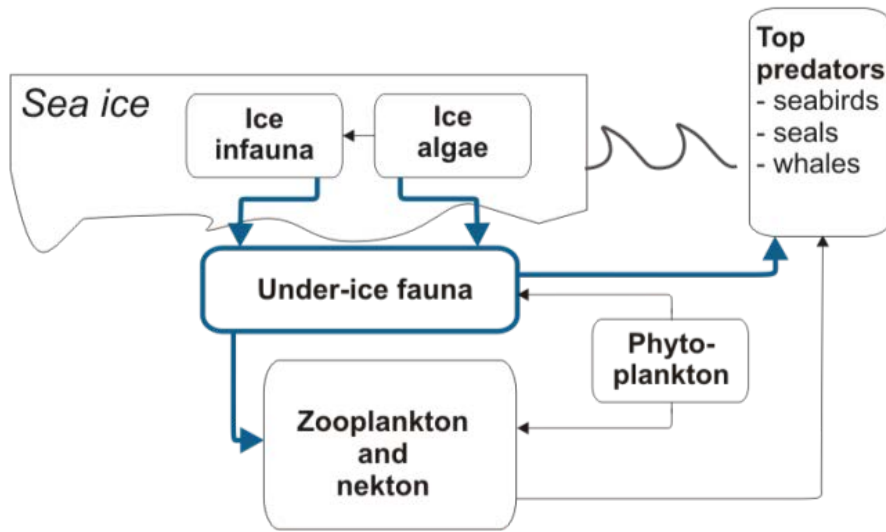 Sea ice
Ice
infauna
Ice
algae
Top
predators
- seabirds
- seals
- whales
Under-ice fauna
Phyto-
plankton
Zooplankton
and
nekton